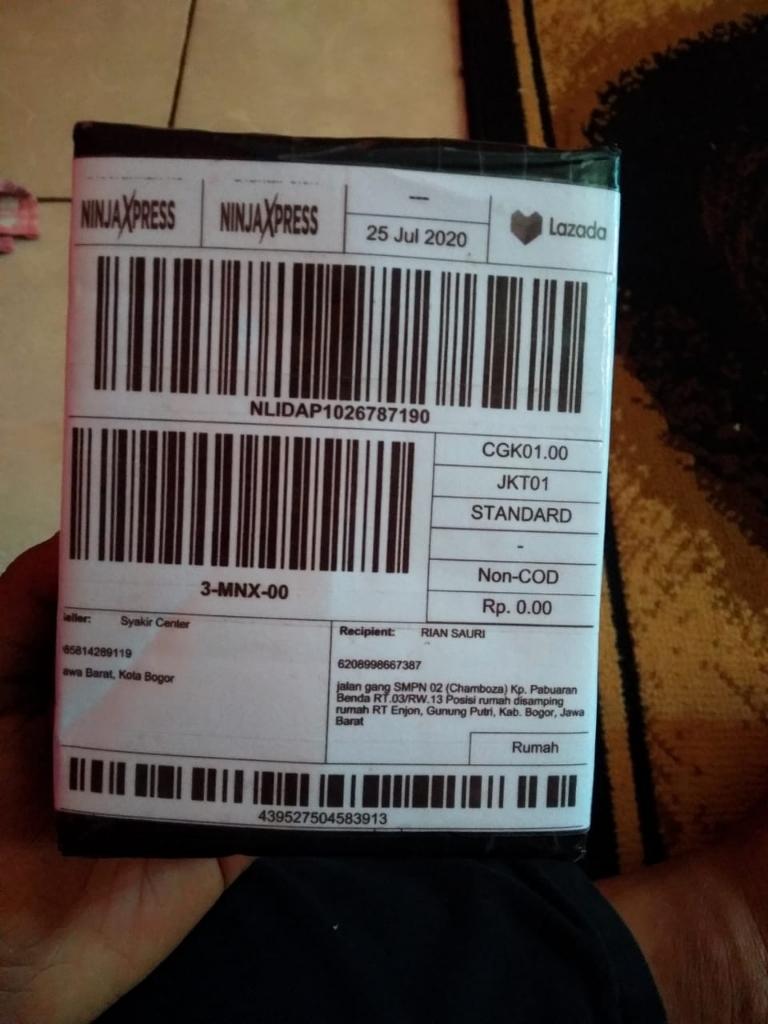 NINJAXPRESS
NINJAXPRESS
25 Jul 2020
Lazada
NLIDAP1026787190
CGK01.00
JKT01
STANDARD
-
Non-COD
Rp. 0.00
3-MNX-00
Syakir Center
85814289119
Barat, Kota Bogor
Recipient: RIAN SAURI
6208998667387
jalan gang SMPN 02 (Chamboza) Kp. Pabuaran
Benda RT.03/RW.13 Posisi rumah disamping
rumah RT Enjon, Gunung Putri, Kab. Bogor, Jawa
Barat
Rumah
439527504583913